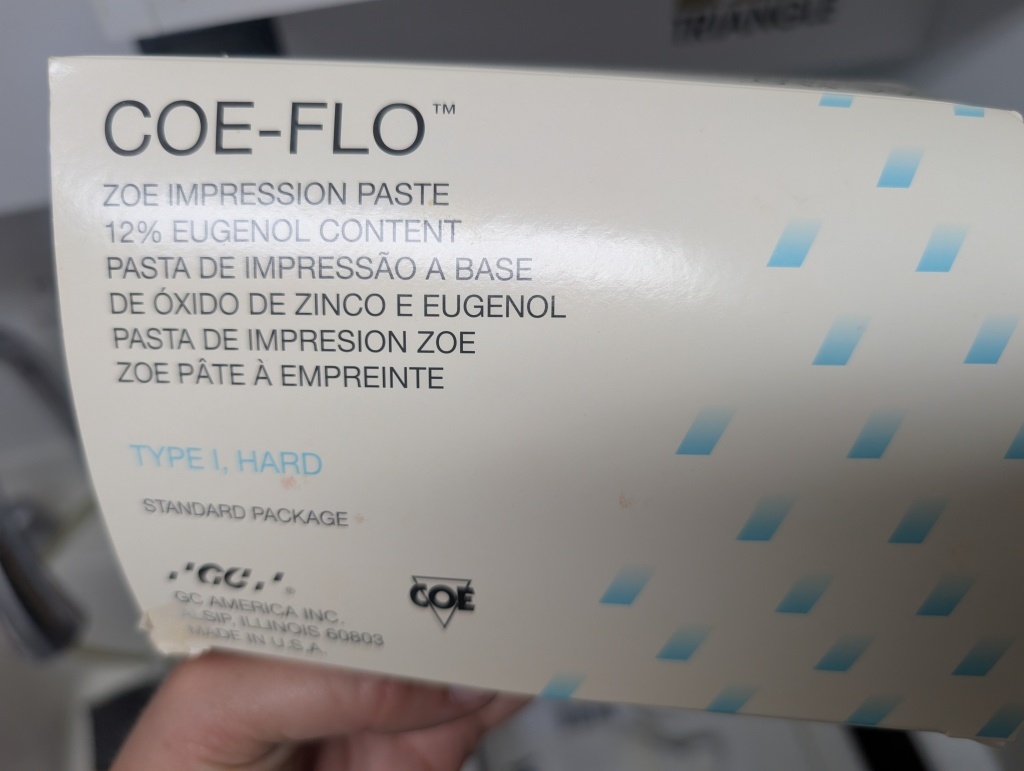 TRIANGLE
COE-FLO™
ZOE IMPRESSION PASTE
12% EUGENOL CONTENT
PASTA DE IMPRESSÃO A BASE
DE ÓXIDO DE ZINCO E EUGENOL
PASTA DE IMPRESION ZOE
ZOE PÂTE À EMPREINTE
TYPE I, HARD
STANDARD PACKAGE
GC
COE
GC AMERICA INC.
ALSIP, ILLINOIS 60803
MADE IN U.S.A.